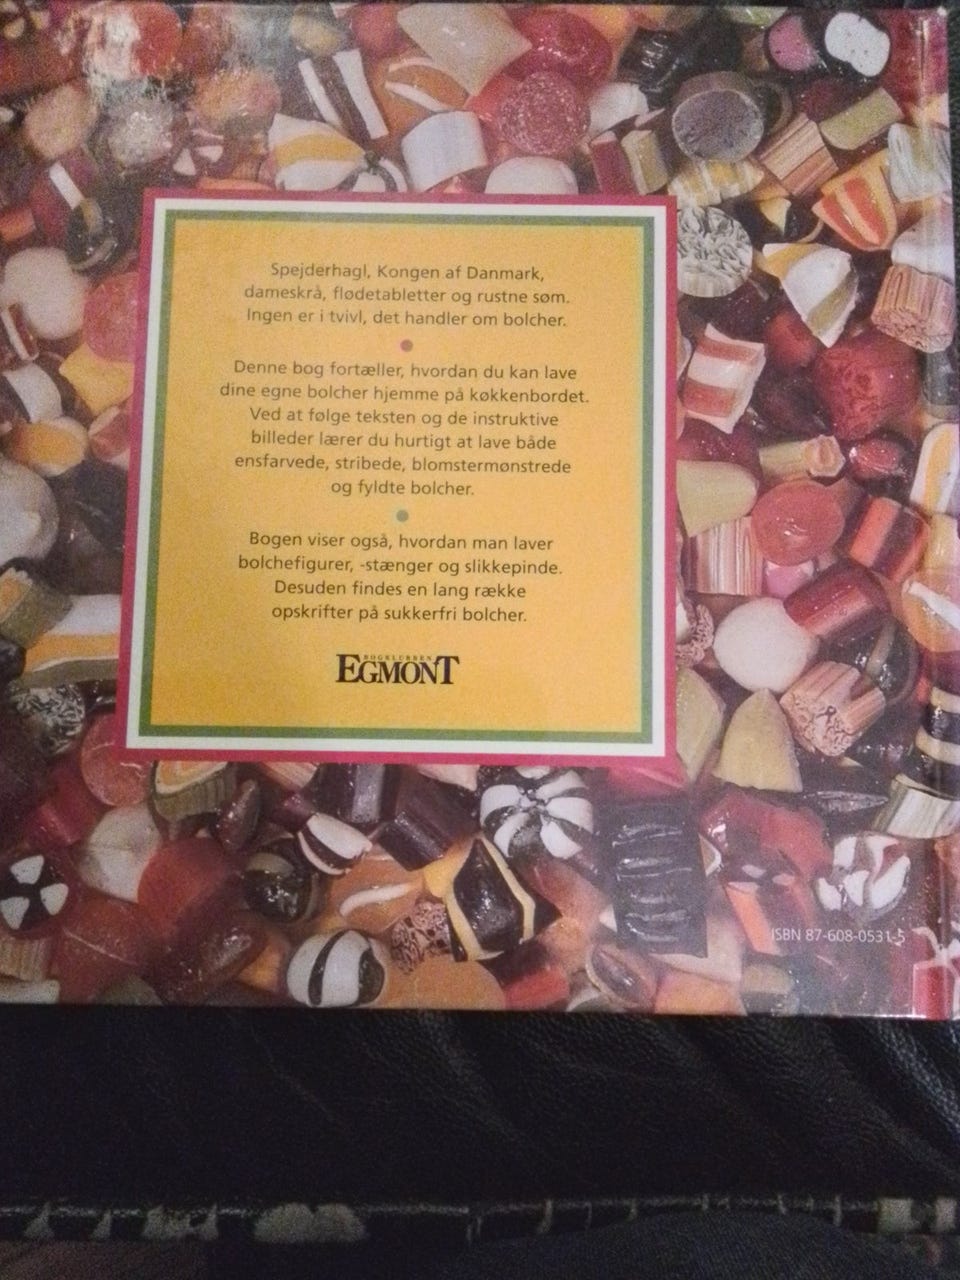 Spejderhagl, Kongen af Danmark,
dameskrå, flødetabletter og rustne søm.
Ingen er i tvivl, det handler om bolcher.
Denne bog fortæller, hvordan du kan lave
dine egne bolcher hjemme på køkkenbordet.
Ved at følge teksten og de instruktive
billeder lærer du hurtigt at lave både
ensfarvede, stribede, blomstermønstrede
og fyldte bolcher.
Bogen viser også, hvordan man laver
bolchefigurer, -stænger og slikkepinde.
Desuden findes en lang række
opskrifter på sukkerfri bolcher.
BOGKLUBBEN
EGMONT
ISBN 87-608-0531-5